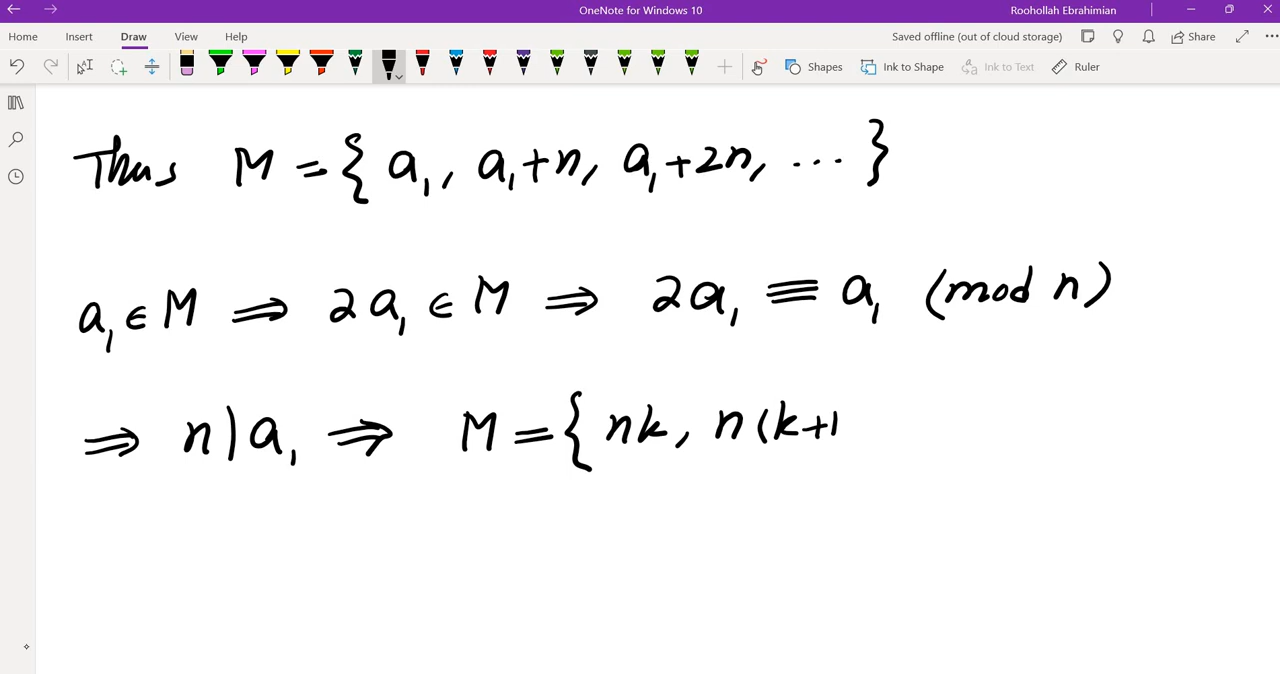 OneNote for Windows 10
Roohollah Ebrahimian
Home Insert Draw View Help
Saved offline (out of cloud storage) Share
Shapes Ink to Shape Ink to Text Ruler
Thus M = { a₁, a₁+n, a₁+2n, ... }
a₁ ∈ M ⇒ 2a₁ ∈ M ⇒ 2a₁ ≡ a₁ (mod n)
⇒ n | a₁ ⇒ M = { nk, n(k+1